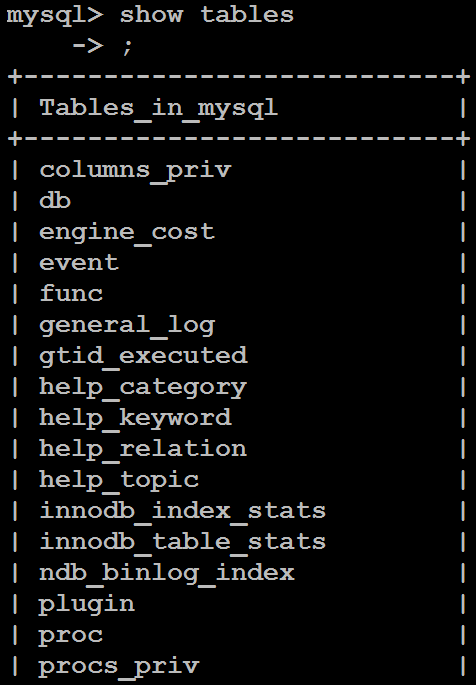 mysql> show tables
    -> ;
+---------------------------+
| Tables_in_mysql           |
+---------------------------+
| columns_priv              |
| db                        |
| engine_cost               |
| event                     |
| func                      |
| general_log               |
| gtid_executed             |
| help_category             |
| help_keyword              |
| help_relation             |
| help_topic                |
| innodb_index_stats        |
| innodb_table_stats        |
| ndb_binlog_index          |
| plugin                    |
| proc                      |
| procs_priv                |